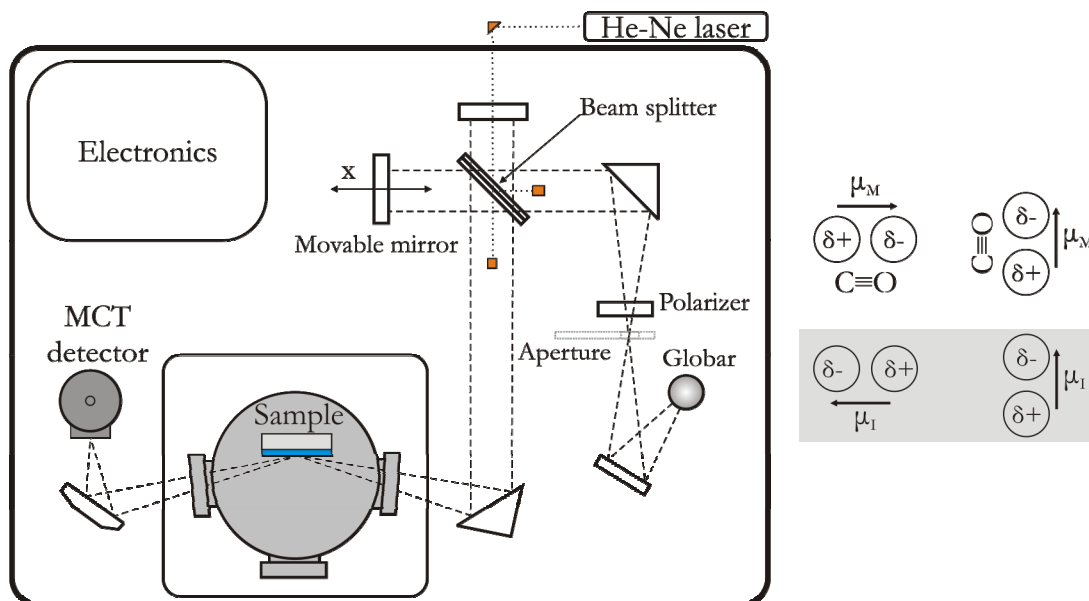 He-Ne laser
Beam splitter
Electronics
x
Movable mirror
Polarizer
Aperture
Globar
MCT
detector
Sample
μM
δ+ δ-
C≡O
δ-
δ+
C≡O
μM
δ- δ+
μI
δ-
δ+
μI